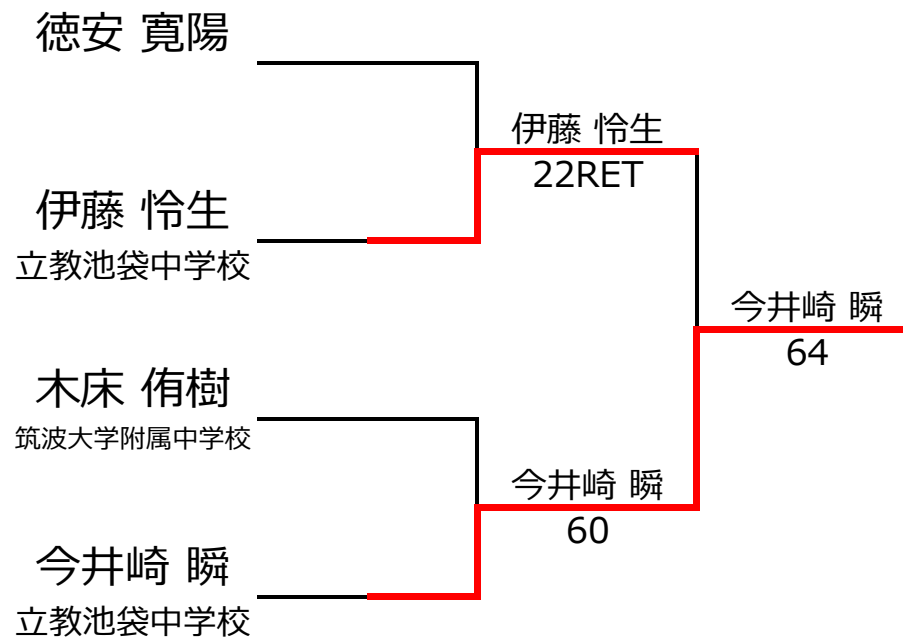 徳安 寛陽
伊藤 怜生
22RET
伊藤 怜生
立教池袋中学校
今井崎 瞬
64
木床 侑樹
筑波大学附属中学校
今井崎 瞬
60
今井崎 瞬
立教池袋中学校